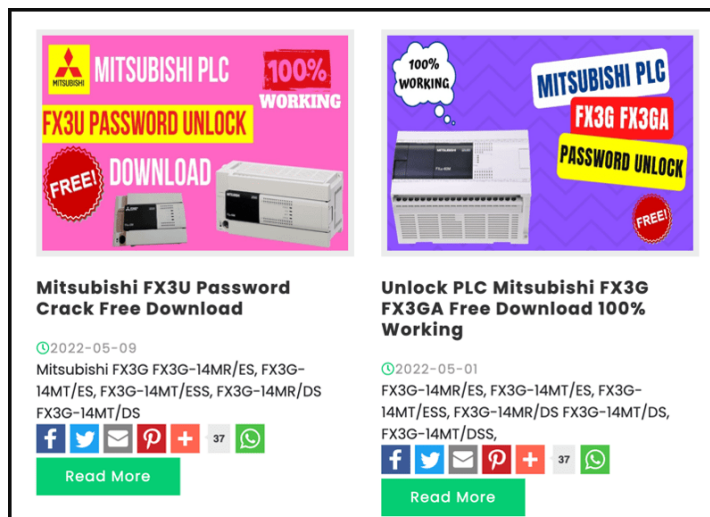 MITSUBISHI
MITSUBISHI PLC
100%
WORKING
FX3U PASSWORD UNLOCK
FREE!
DOWNLOAD
Mitsubishi FX3U Password
Crack Free Download
2022-05-09
Mitsubishi FX3G FX3G-14MR/ES, FX3G-
14MT/ES, FX3G-14MT/ESS, FX3G-14MR/DS
FX3G-14MT/DS
37
Read More
100%
WORKING
MITSUBISHI PLC
FX3G FX3GA
PASSWORD UNLOCK
FREE!
Unlock PLC Mitsubishi FX3G
FX3GA Free Download 100%
Working
2022-05-01
FX3G-14MR/ES, FX3G-14MT/ES, FX3G-
14MT/ESS, FX3G-14MR/DS FX3G-14MT/DS,
FX3G-14MT/DSS,
37
Read More